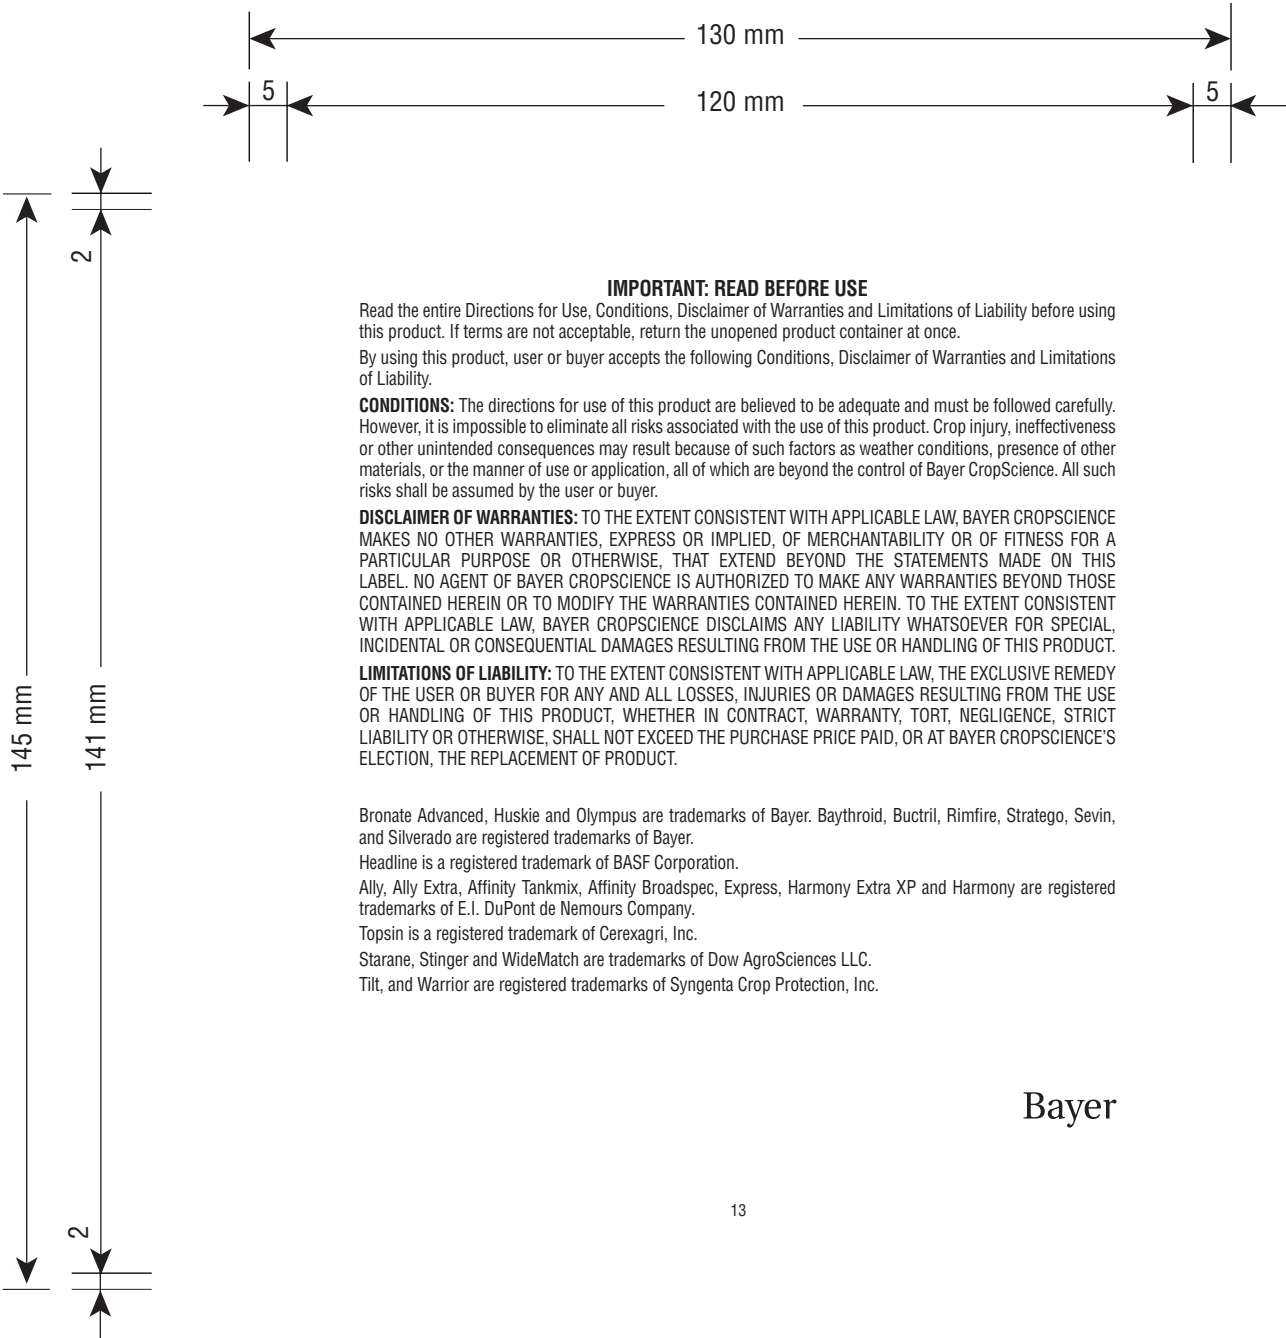 130 mm
5
120 mm
5
2
145 mm
141 mm
2
IMPORTANT: READ BEFORE USE
Read the entire Directions for Use, Conditions, Disclaimer of Warranties and Limitations of Liability before using
this product. If terms are not acceptable, return the unopened product container at once.
By using this product, user or buyer accepts the following Conditions, Disclaimer of Warranties and Limitations
of Liability.
CONDITIONS: The directions for use of this product are believed to be adequate and must be followed carefully.
However, it is impossible to eliminate all risks associated with the use of this product. Crop injury, ineffectiveness
or other unintended consequences may result because of such factors as weather conditions, presence of other
materials, or the manner of use or application, all of which are beyond the control of Bayer CropScience. All such
risks shall be assumed by the user or buyer.
DISCLAIMER OF WARRANTIES: TO THE EXTENT CONSISTENT WITH APPLICABLE LAW, BAYER CROPSCIENCE
MAKES NO OTHER WARRANTIES, EXPRESS OR IMPLIED, OF MERCHANTABILITY OR OF FITNESS FOR A
PARTICULAR PURPOSE OR OTHERWISE, THAT EXTEND BEYOND THE STATEMENTS MADE ON THIS
LABEL. NO AGENT OF BAYER CROPSCIENCE IS AUTHORIZED TO MAKE ANY WARRANTIES BEYOND THOSE
CONTAINED HEREIN OR TO MODIFY THE WARRANTIES CONTAINED HEREIN. TO THE EXTENT CONSISTENT
WITH APPLICABLE LAW, BAYER CROPSCIENCE DISCLAIMS ANY LIABILITY WHATSOEVER FOR SPECIAL,
INCIDENTAL OR CONSEQUENTIAL DAMAGES RESULTING FROM THE USE OR HANDLING OF THIS PRODUCT.
LIMITATIONS OF LIABILITY: TO THE EXTENT CONSISTENT WITH APPLICABLE LAW, THE EXCLUSIVE REMEDY
OF THE USER OR BUYER FOR ANY AND ALL LOSSES, INJURIES OR DAMAGES RESULTING FROM THE USE
OR HANDLING OF THIS PRODUCT, WHETHER IN CONTRACT, WARRANTY, TORT, NEGLIGENCE, STRICT
LIABILITY OR OTHERWISE, SHALL NOT EXCEED THE PURCHASE PRICE PAID, OR AT BAYER CROPSCIENCE’S
ELECTION, THE REPLACEMENT OF PRODUCT.
Bronate Advanced, Huskie and Olympus are trademarks of Bayer. Baythroid, Buctril, Rimfire, Stratego, Sevin,
and Silverado are registered trademarks of Bayer.
Headline is a registered trademark of BASF Corporation.
Ally, Ally Extra, Affinity Tankmix, Affinity Broadspec, Express, Harmony Extra XP and Harmony are registered
trademarks of E.I. DuPont de Nemours Company.
Topsin is a registered trademark of Cerexagri, Inc.
Starane, Stinger and WideMatch are trademarks of Dow AgroSciences LLC.
Tilt, and Warrior are registered trademarks of Syngenta Crop Protection, Inc.
Bayer
13